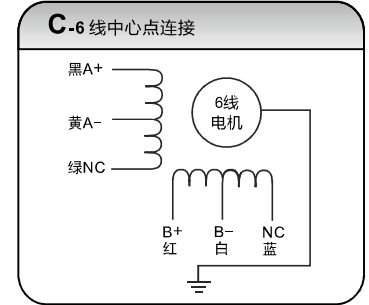 C-6 线中心点连接
黑A+
黄A-
绿NC
6线
电机
B+ B- NC
红 白 蓝